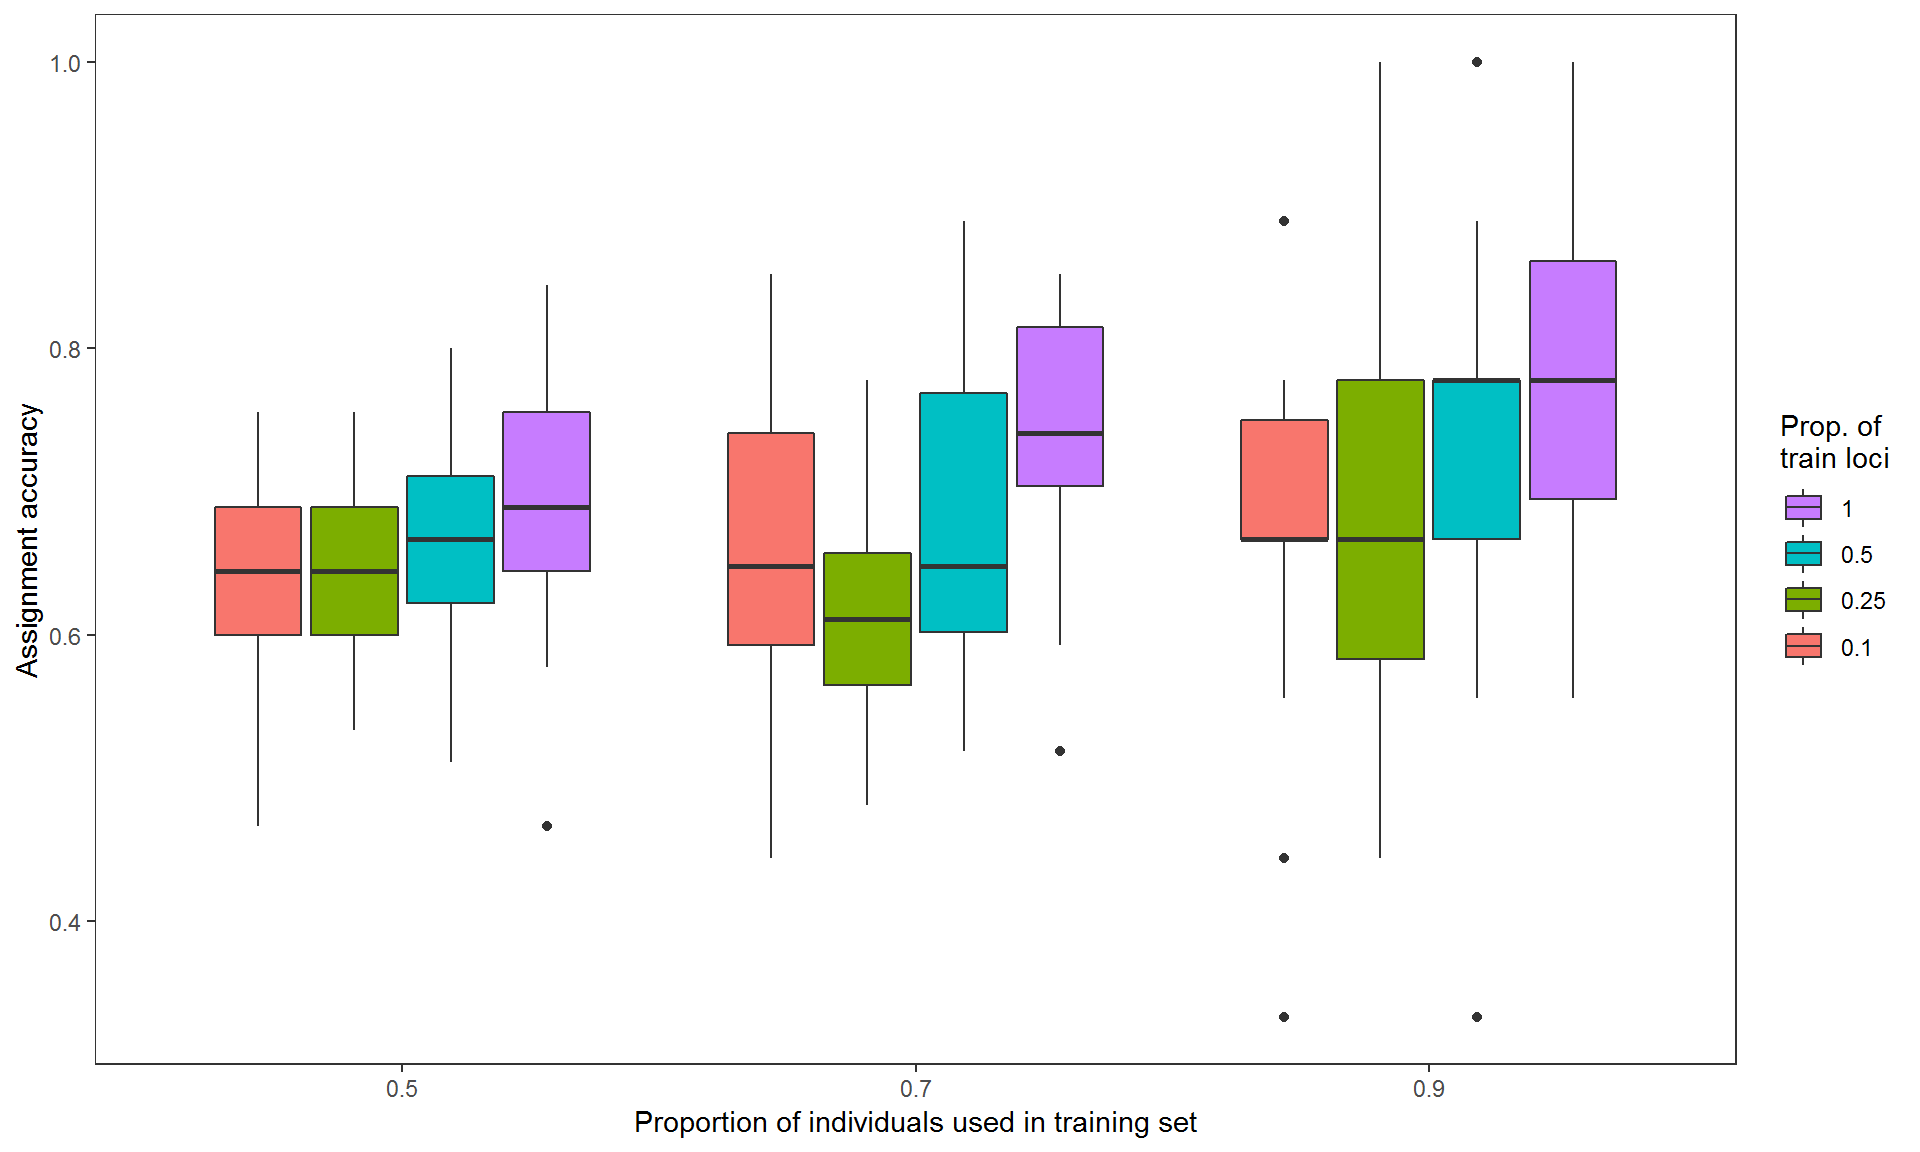 1.0
0.8
0.6
0.4
Assignment accuracy
0.5
0.7
0.9
Proportion of individuals used in training set
Prop. of
train loci
1
0.5
0.25
0.1